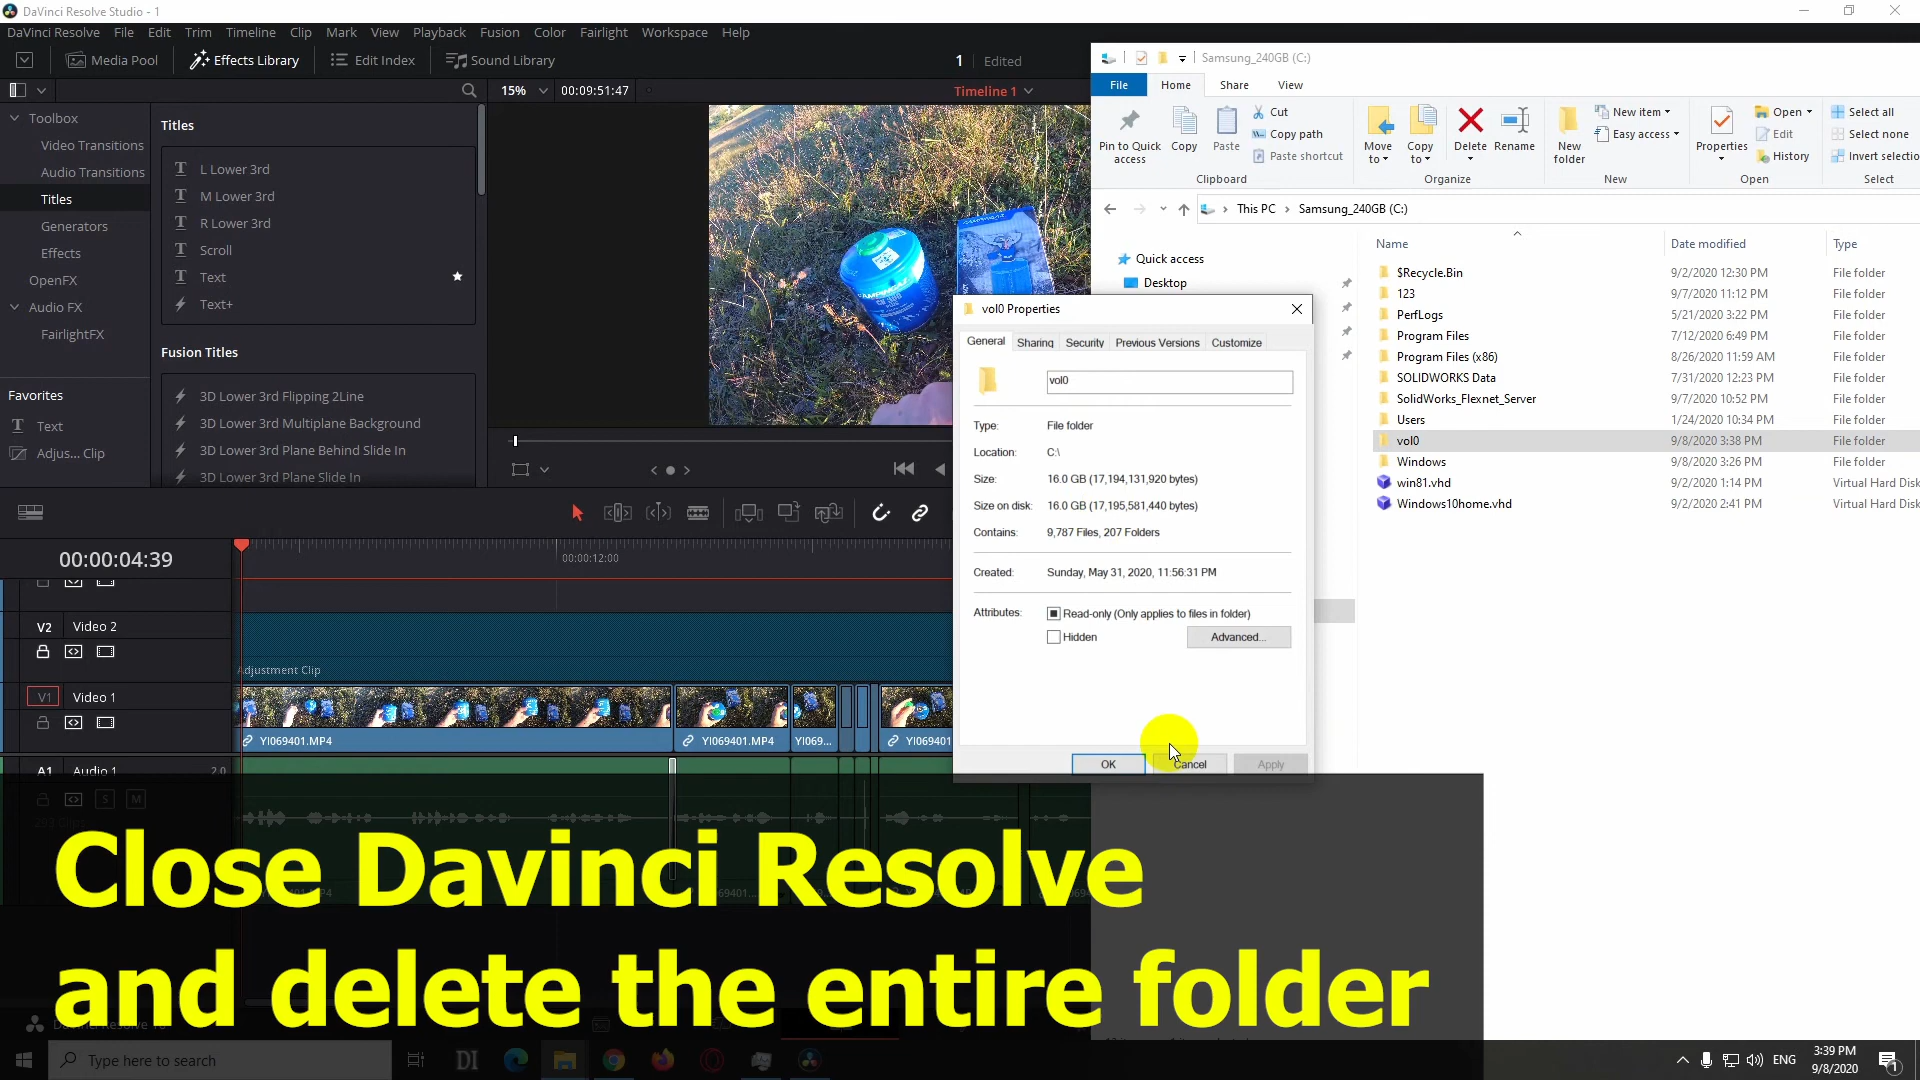 DaVinci Resolve Studio - 1
DaVinci Resolve File Edit Trim Timeline Clip Mark View Playback Fusion Color Fairlight Workspace Help
Media Pool Effects Library Edit Index Sound Library 1 Edited
15% 00:09:51:47 Timeline 1
Toolbox
Video Transitions
Audio Transitions
Titles
Generators
Effects
OpenFX
Audio FX
FairlightFX
Favorites
Text
Adjus... Clip
Titles
L Lower 3rd
M Lower 3rd
R Lower 3rd
Scroll
Text
Text+
Fusion Titles
3D Lower 3rd Flipping 2Line
3D Lower 3rd Multiplane Background
3D Lower 3rd Plane Behind Slide In
3D Lower 3rd Plane Slide In
Samsung_240GB (C:)
File Home Share View
Pin to Quick access
Copy
Paste
Cut
Copy path
Paste shortcut
Clipboard
Move to
Copy to
Delete
Rename
Organize
New folder
New item
Easy access
New
Properties
Open
Edit
History
Open
Select all
Select none
Invert selectio
Select
This PC Samsung_240GB (C:)
Quick access
Desktop
Name Date modified Type
$Recycle.Bin 9/2/2020 12:30 PM File folder
123 9/7/2020 11:12 PM File folder
PerfLogs 5/21/2020 3:22 PM File folder
Program Files 7/12/2020 6:49 PM File folder
Program Files (x86) 8/26/2020 11:59 AM File folder
SOLIDWORKS Data 7/31/2020 12:23 PM File folder
SolidWorks_Flexnet_Server 9/7/2020 10:52 PM File folder
Users 1/24/2020 10:34 PM File folder
vol0 9/8/2020 3:38 PM File folder
Windows 9/8/2020 3:26 PM File folder
win81.vhd 9/2/2020 1:14 PM Virtual Hard Disk
Windows10home.vhd 9/2/2020 2:41 PM Virtual Hard Disk
vol0 Properties
General Sharing Security Previous Versions Customize
vol0
Type: File folder
Location: C:\
Size: 16.0 GB (17,194,131,920 bytes)
Size on disk: 16.0 GB (17,195,581,440 bytes)
Contains: 9,787 Files, 207 Folders
Created: Sunday, May 31, 2020, 11:56:31 PM
Attributes: Read-only (Only applies to files in folder)
Hidden Advanced...
OK Cancel Apply
00:00:04:39 00:00:12:00
V2 Video 2
Adjustment Clip
V1 Video 1
YI069401.MP4 YI069401.MP4 YI069... YI069401
A1 Audio 1 2.0
S M
Close Davinci Resolve
and delete the entire folder
Type here to search
DI
ENG
3:39 PM
9/8/2020
1